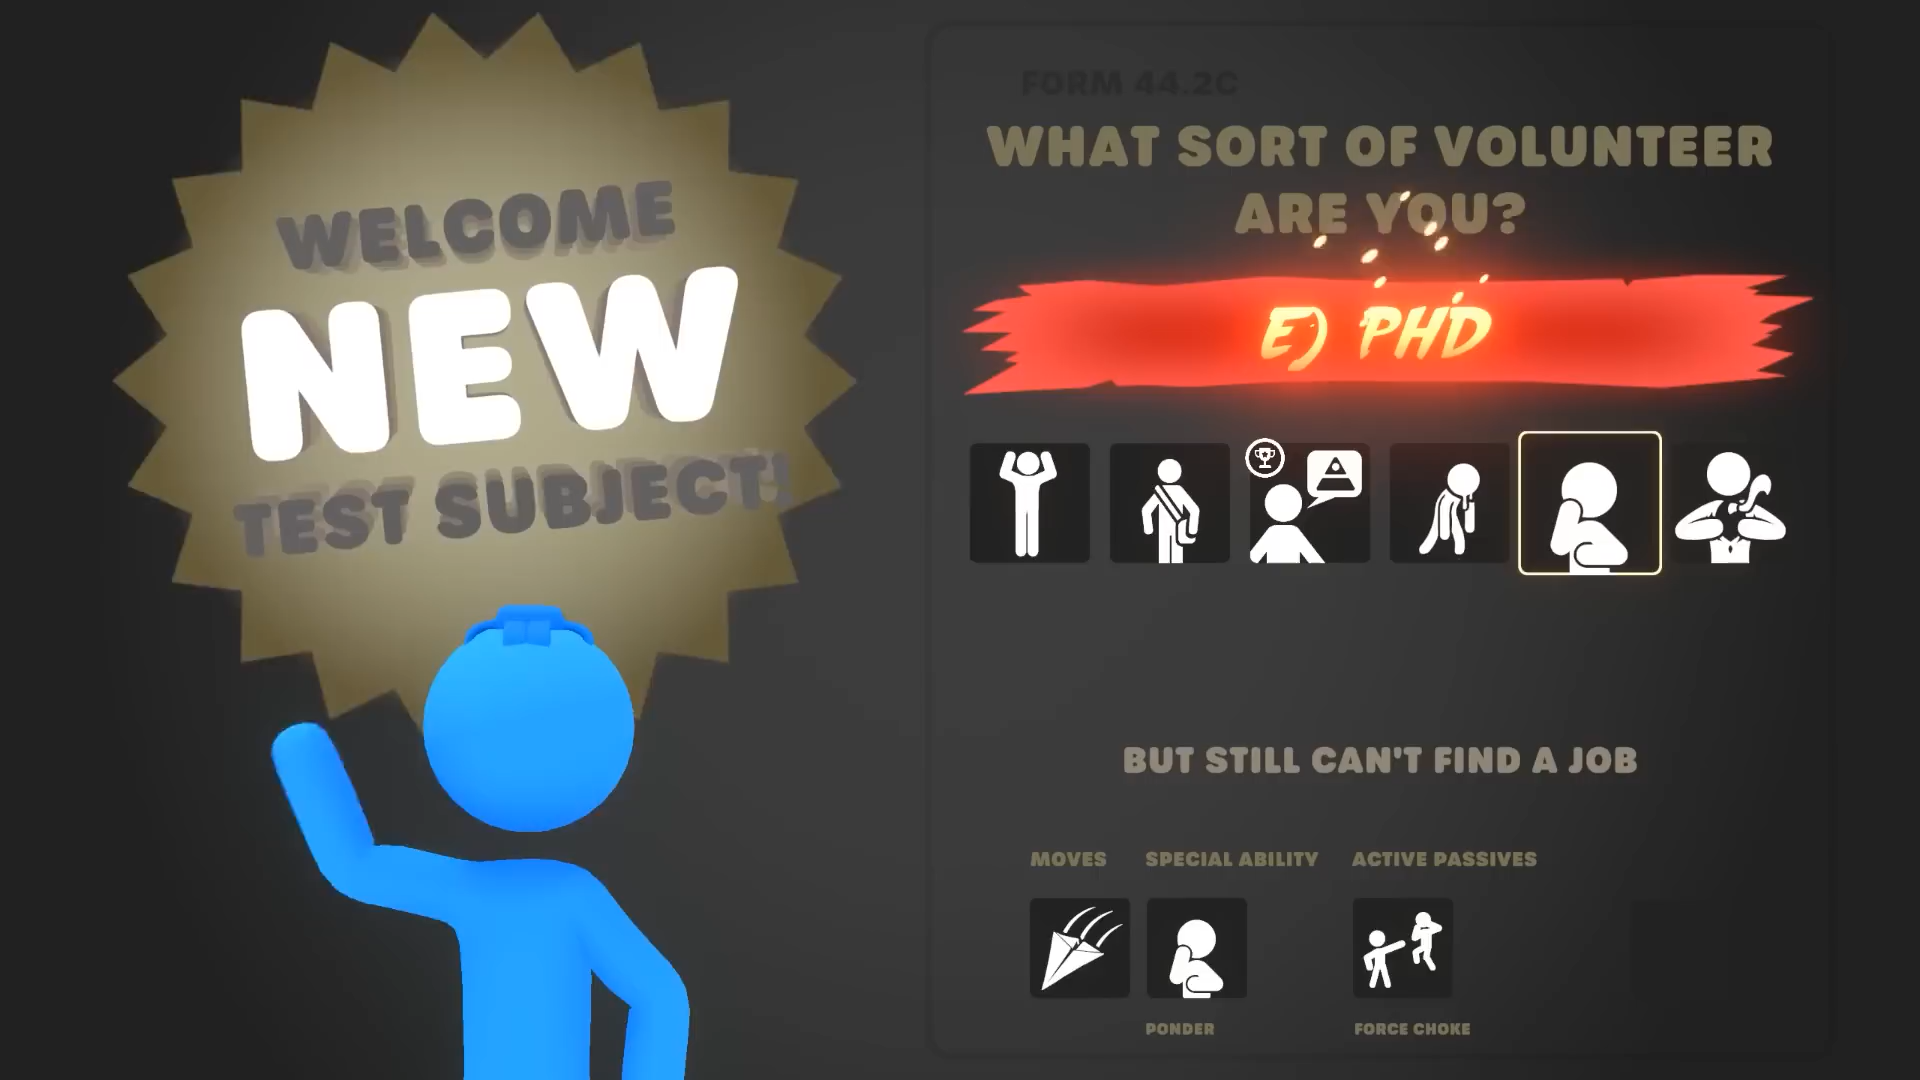 WELCOME
NEW
TEST SUBJECT!
FORM 44.2C
WHAT SORT OF VOLUNTEER
ARE YOU?
E) PHD
BUT STILL CAN'T FIND A JOB
MOVES SPECIAL ABILITY ACTIVE PASSIVES
PONDER FORCE CHOKE